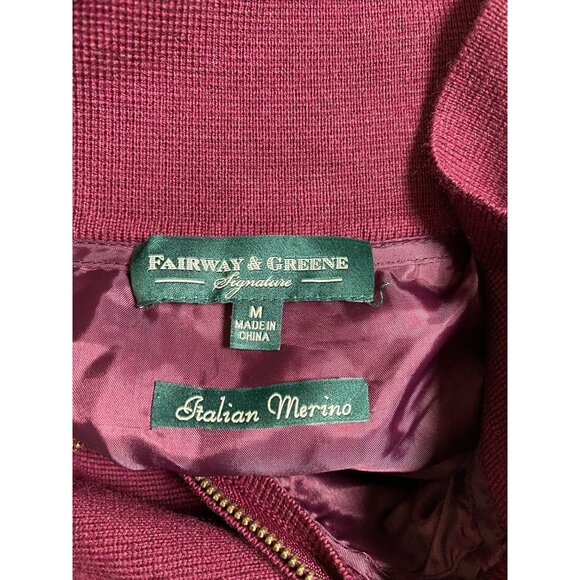 FAIRWAY & GREENE
Signature
M
MADE IN
CHINA
Italian Merino